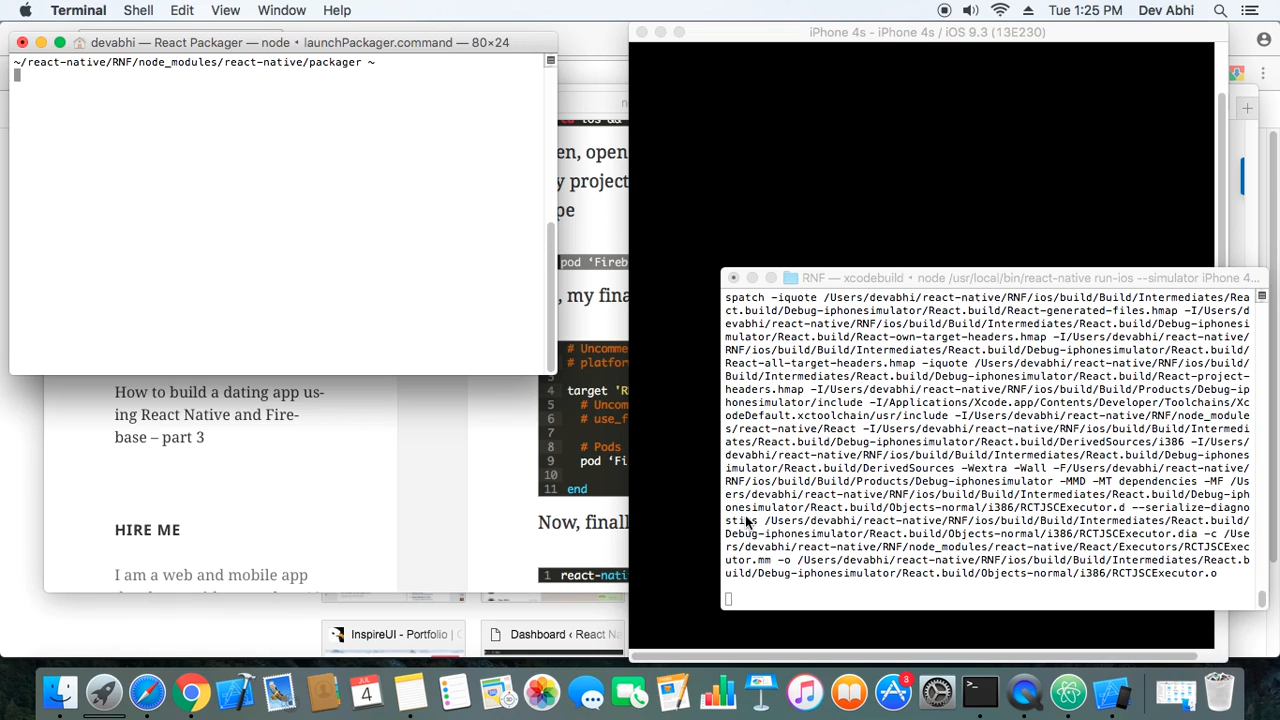 Terminal Shell Edit View Window Help
Tue 1:25 PM Dev Abhi
devabhi — React Packager — node • launchPackager.command — 80×24
~/react-native/RNF/node_modules/react-native/packager ~
iPhone 4s - iPhone 4s / iOS 9.3 (13E230)
en, open
y project
pe
pod ‘Fireb
, my fina
# Uncomme
# platfor
3
4 target 'R
5 # Uncom
6 # use_f
7
8 # Pods
9 pod ‘Fi
10
11 end
Now, finall
1 react-nati
How to build a dating app us-
ing React Native and Fire-
base – part 3
HIRE ME
I am a web and mobile app
InspireUI - Portfolio | C
Dashboard ‹ React Na
RNF — xcodebuild • node /usr/local/bin/react-native run-ios --simulator iPhone 4...
spatch -iquote /Users/devabhi/react-native/RNF/ios/build/Build/Intermediates/Rea
ct.build/Debug-iphonesimulator/React.build/React-generated-files.hmap -I/Users/d
evabhi/react-native/RNF/ios/build/Build/Intermediates/React.build/Debug-iphonesi
mulator/React.build/React-own-target-headers.hmap -I/Users/devabhi/react-native/
RNF/ios/build/Build/Intermediates/React.build/Debug-iphonesimulator/React.build/
React-all-target-headers.hmap -iquote /Users/devabhi/react-native/RNF/ios/build/
Build/Intermediates/React.build/Debug-iphonesimulator/React.build/React-project-
headers.hmap -I/Users/devabhi/react-native/RNF/ios/build/Build/Products/Debug-ip
honesimulator/include -I/Applications/Xcode.app/Contents/Developer/Toolchains/Xc
odeDefault.xctoolchain/usr/include -I/Users/devabhi/react-native/RNF/node_module
s/react-native/React -I/Users/devabhi/react-native/RNF/ios/build/Build/Intermedi
ates/React.build/Debug-iphonesimulator/React.build/DerivedSources/i386 -I/Users/
devabhi/react-native/RNF/ios/build/Build/Intermediates/React.build/Debug-iphones
imulator/React.build/DerivedSources -Wextra -Wall -F/Users/devabhi/react-native/
RNF/ios/build/Build/Products/Debug-iphonesimulator -MMD -MT dependencies -MF /Us
ers/devabhi/react-native/RNF/ios/build/Build/Intermediates/React.build/Debug-iph
onesimulator/React.build/Objects-normal/i386/RCTJSCExecutor.d --serialize-diagno
stics /Users/devabhi/react-native/RNF/ios/build/Build/Intermediates/React.build/
Debug-iphonesimulator/React.build/Objects-normal/i386/RCTJSCExecutor.dia -c /Use
rs/devabhi/react-native/RNF/node_modules/react-native/React/Executors/RCTJSCExec
utor.mm -o /Users/devabhi/react-native/RNF/ios/build/Build/Intermediates/React.b
uild/Debug-iphonesimulator/React.build/Objects-normal/i386/RCTJSCExecutor.o
JUL
4
3